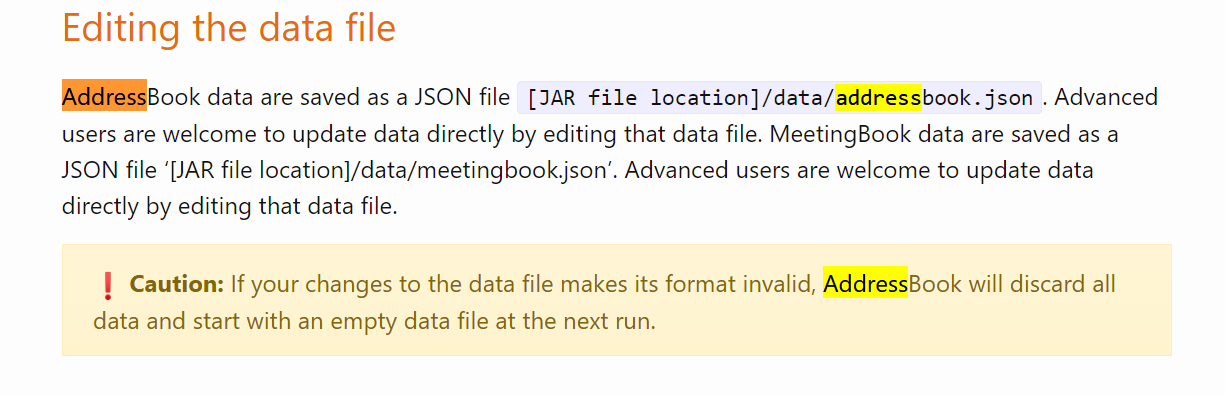 Editing the data file
AddressBook data are saved as a JSON file [JAR file location]/data/addressbook.json. Advanced
users are welcome to update data directly by editing that data file. MeetingBook data are saved as a
JSON file ‘[JAR file location]/data/meetingbook.json’. Advanced users are welcome to update data
directly by editing that data file.
❗ Caution: If your changes to the data file makes its format invalid, AddressBook will discard all
data and start with an empty data file at the next run.